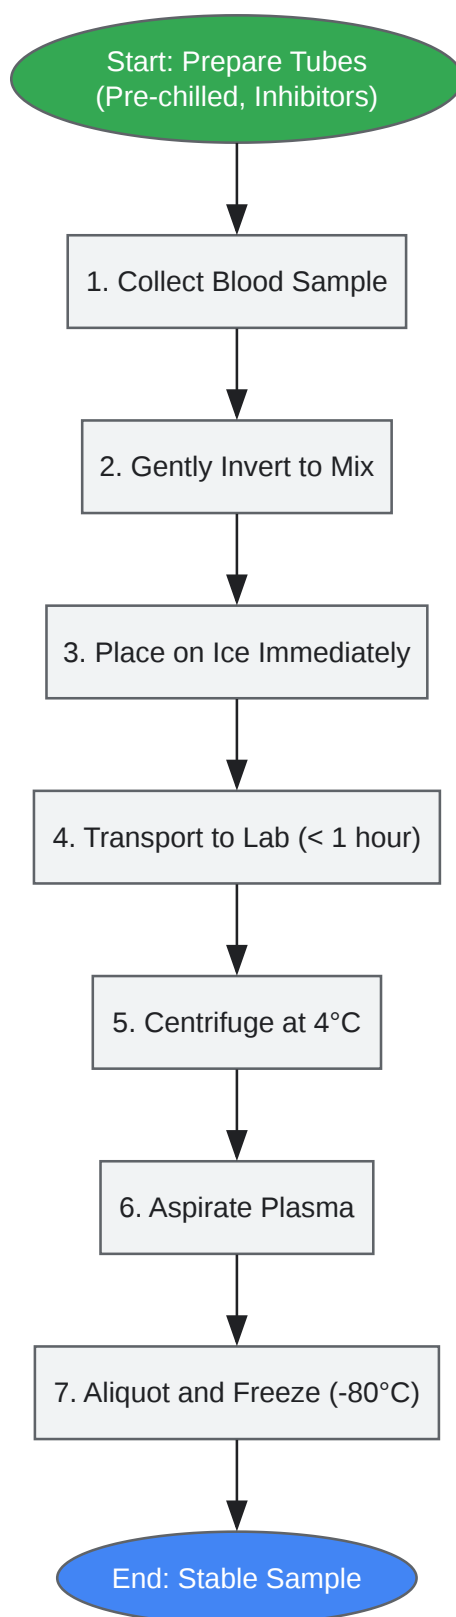 Start: Prepare Tubes
(Pre-chilled, Inhibitors)
1. Collect Blood Sample
2. Gently Invert to Mix
3. Place on Ice Immediately
4. Transport to Lab (< 1 hour)
5. Centrifuge at 4°C
6. Aspirate Plasma
7. Aliquot and Freeze (-80°C)
End: Stable Sample